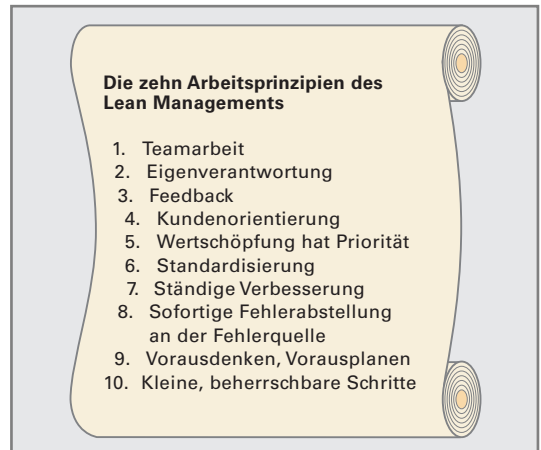 Die zehn Arbeitsprinzipien des
Lean Managements
1. Teamarbeit
2. Eigenverantwortung
3. Feedback
4. Kundenorientierung
5. Wertschöpfung hat Priorität
6. Standardisierung
7. Ständige Verbesserung
8. Sofortige Fehlerabstellung
an der Fehlerquelle
9. Vorausdenken, Vorausplanen
10. Kleine, beherrschbare Schritte